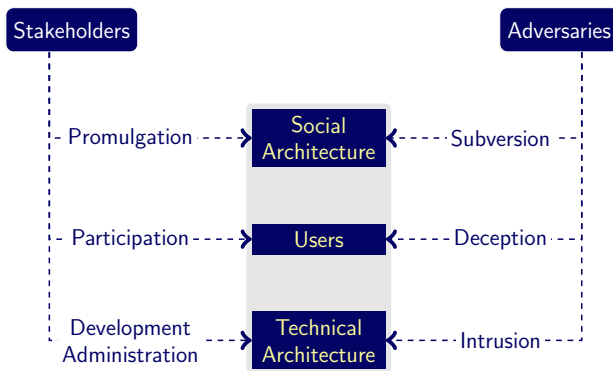 Stakeholders
Adversaries
Promulgation
Social
Architecture
Subversion
Participation
Users
Deception
Development
Administration
Technical
Architecture
Intrusion